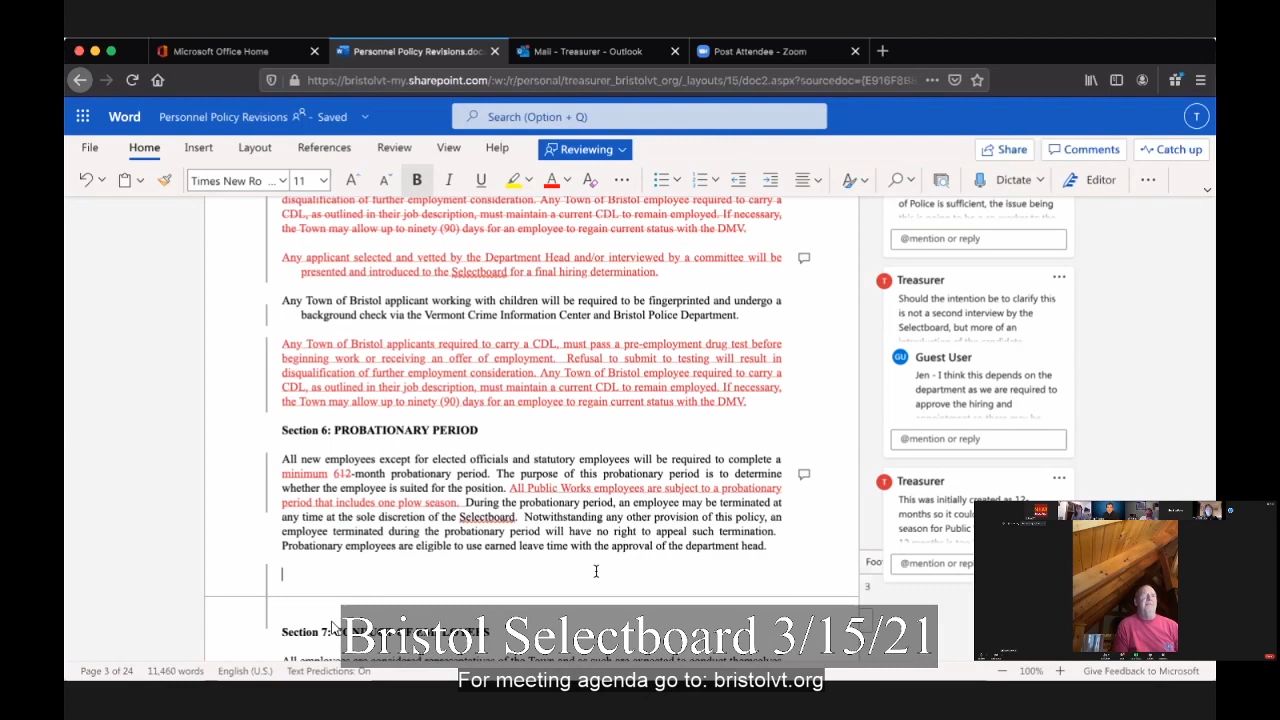 Microsoft Office Home
Personnel Policy Revisions.doc
Mail - Treasurer - Outlook
Post Attendee - Zoom
https://bristolvt-my.sharepoint.com/:w:/r/personal/treasurer_bristolvt_org/_layouts/15/doc2.aspx?sourcedoc={E916F8B8
Word
Personnel Policy Revisions - Saved
Search (Option + Q)
T
File Home Insert Layout References Review View Help Reviewing
Share Comments Catch up
Times New Ro ... 11 B I U Dictate Editor
disqualification of further employment consideration. Any Town of Bristol employee required to carry a
CDL, as outlined in their job description, must maintain a current CDL to remain employed. If necessary,
the Town may allow up to ninety (90) days for an employee to regain current status with the DMV.
Any applicant selected and vetted by the Department Head and/or interviewed by a committee will be
presented and introduced to the Selectboard for a final hiring determination.
Any Town of Bristol applicant working with children will be required to be fingerprinted and undergo a
background check via the Vermont Crime Information Center and Bristol Police Department.
Any Town of Bristol applicants required to carry a CDL, must pass a pre-employment drug test before
beginning work or receiving an offer of employment. Refusal to submit to testing will result in
disqualification of further employment consideration. Any Town of Bristol employee required to carry a
CDL, as outlined in their job description, must maintain a current CDL to remain employed. If necessary,
the Town may allow up to ninety (90) days for an employee to regain current status with the DMV.
Section 6: PROBATIONARY PERIOD
All new employees except for elected officials and statutory employees will be required to complete a
minimum 612-month probationary period. The purpose of this probationary period is to determine
whether the employee is suited for the position. All Public Works employees are subject to a probationary
period that includes one plow season. During the probationary period, an employee may be terminated at
any time at the sole discretion of the Selectboard. Notwithstanding any other provision of this policy, an
employee terminated during the probationary period will have no right to appeal such termination.
Probationary employees are eligible to use earned leave time with the approval of the department head.
Section 7:
of Police is sufficient, the issue being
@mention or reply
T Treasurer
Should the intention be to clarify this
is not a second interview by the
Selectboard, but more of an
GU Guest User
Jen - I think this depends on the
department as we are required to
approve the hiring and
@mention or reply
T Treasurer
This was initially created as 12-
months so it could
season for Public
@mention or reply
Foo
3
Bristol Selectboard 3/15/21
For meeting agenda go to: bristolvt.org
Page 3 of 24 11,460 words English (U.S.) Text Predictions: On 100% Give Feedback to Microsoft